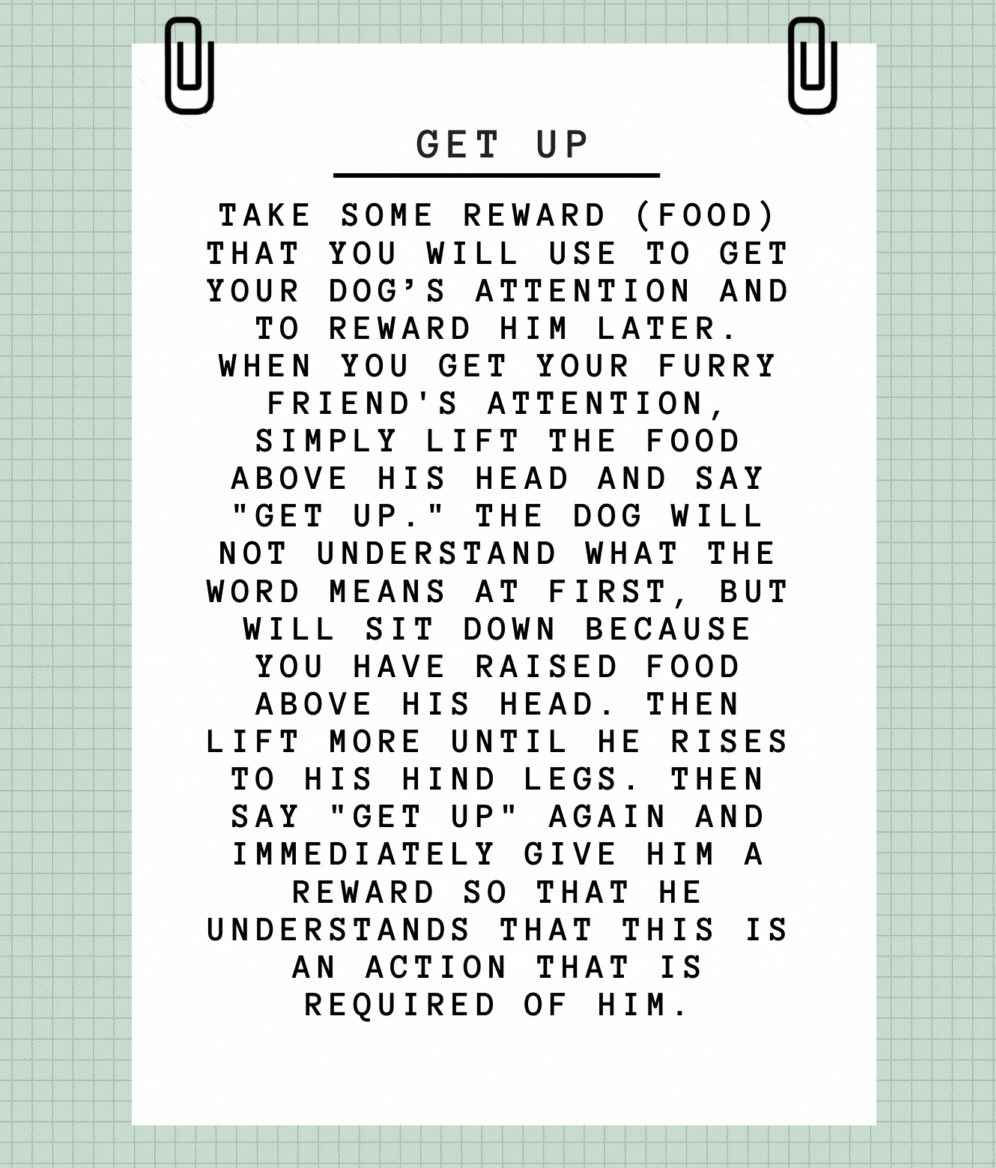 GET UP
TAKE SOME REWARD (FOOD)
THAT YOU WILL USE TO GET
YOUR DOG’S ATTENTION AND
TO REWARD HIM LATER.
WHEN YOU GET YOUR FURRY
FRIEND'S ATTENTION,
SIMPLY LIFT THE FOOD
ABOVE HIS HEAD AND SAY
"GET UP." THE DOG WILL
NOT UNDERSTAND WHAT THE
WORD MEANS AT FIRST, BUT
WILL SIT DOWN BECAUSE
YOU HAVE RAISED FOOD
ABOVE HIS HEAD. THEN
LIFT MORE UNTIL HE RISES
TO HIS HIND LEGS. THEN
SAY "GET UP" AGAIN AND
IMMEDIATELY GIVE HIM A
REWARD SO THAT HE
UNDERSTANDS THAT THIS IS
AN ACTION THAT IS
REQUIRED OF HIM.